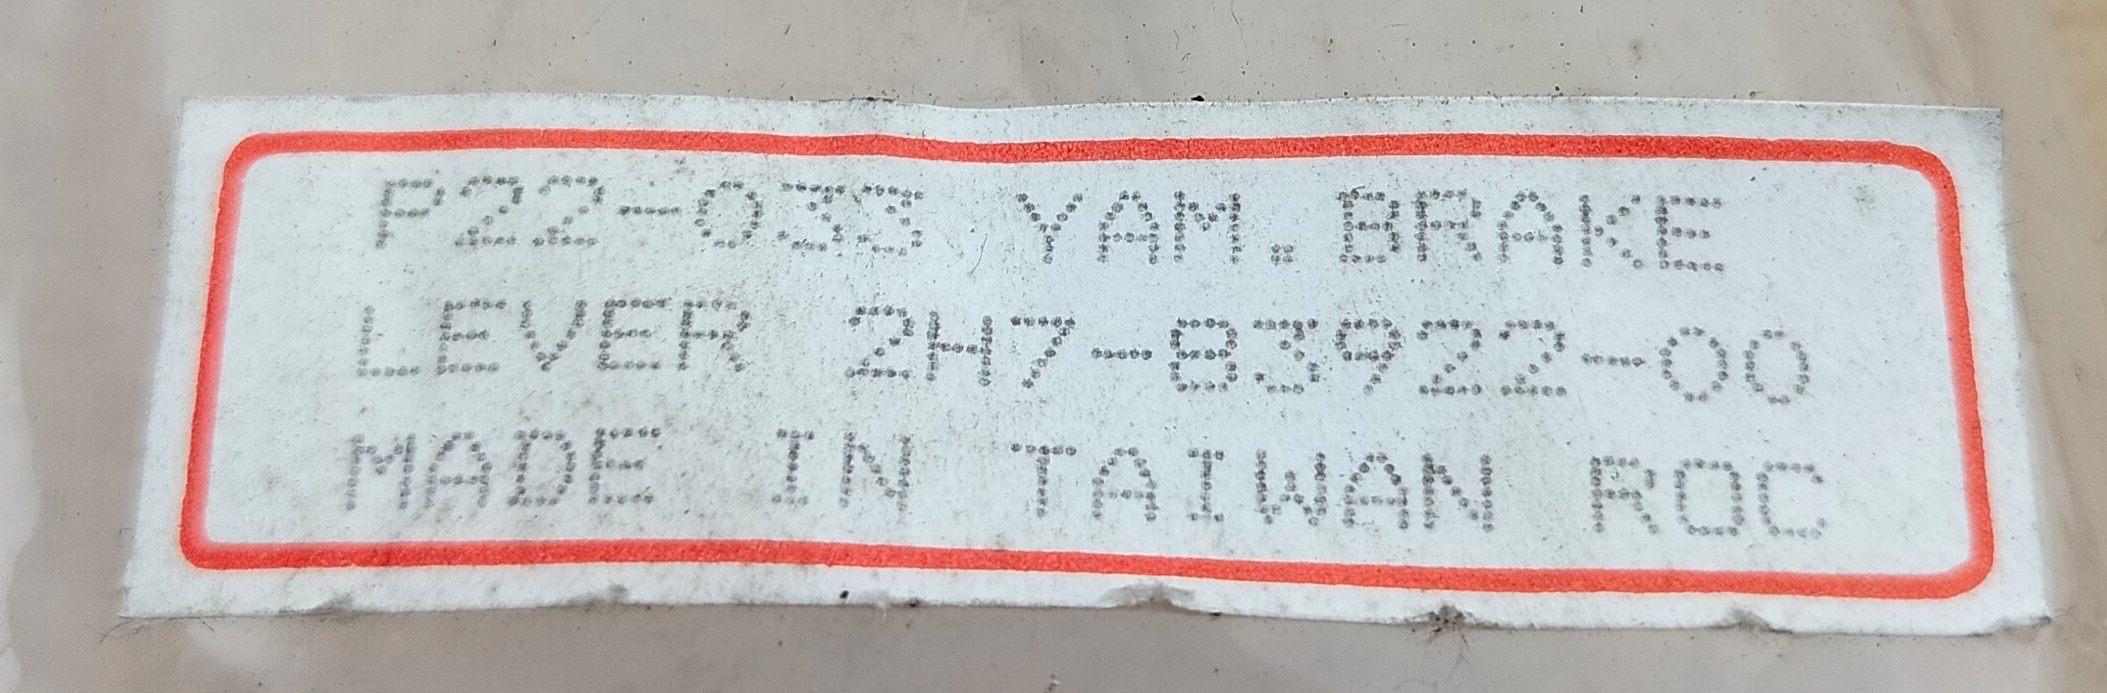 P22-033 YAM.BRAKE
LEVER 2H7-83922-00
MADE IN TAIWAN ROC